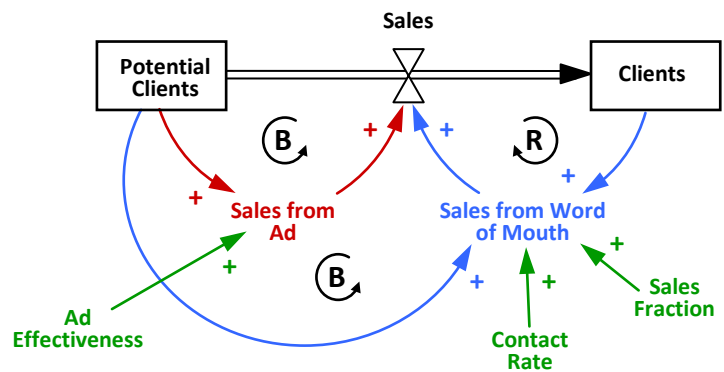 Sales
Potential
Clients
Clients
B
R
+
+
+
+
Sales from
Ad
Sales from Word
of Mouth
+
+
B
+
+
Ad
Effectiveness
Sales
Fraction
Contact
Rate